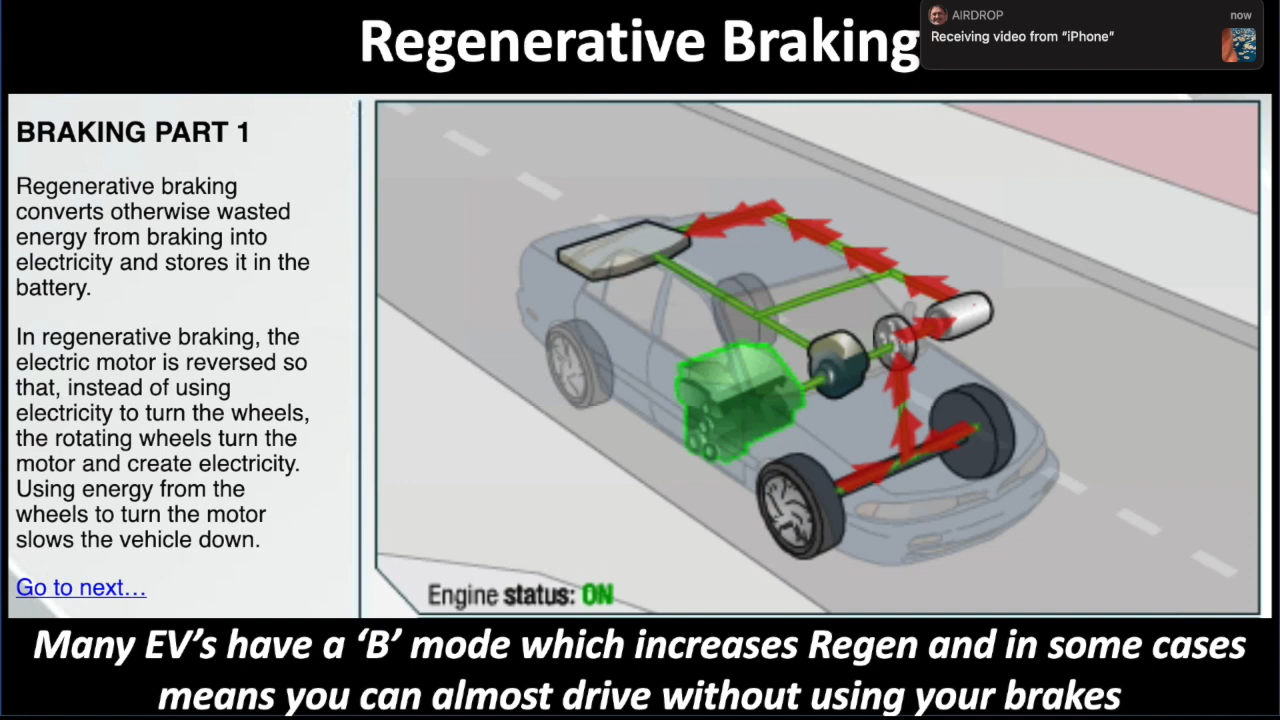 Regenerative Braking
AIRDROP
now
Receiving video from “iPhone”
BRAKING PART 1
Regenerative braking
converts otherwise wasted
energy from braking into
electricity and stores it in the
battery.
In regenerative braking, the
electric motor is reversed so
that, instead of using
electricity to turn the wheels,
the rotating wheels turn the
motor and create electricity.
Using energy from the
wheels to turn the motor
slows the vehicle down.
Go to next…
Engine status: ON
Many EV’s have a ‘B’ mode which increases Regen and in some cases
means you can almost drive without using your brakes